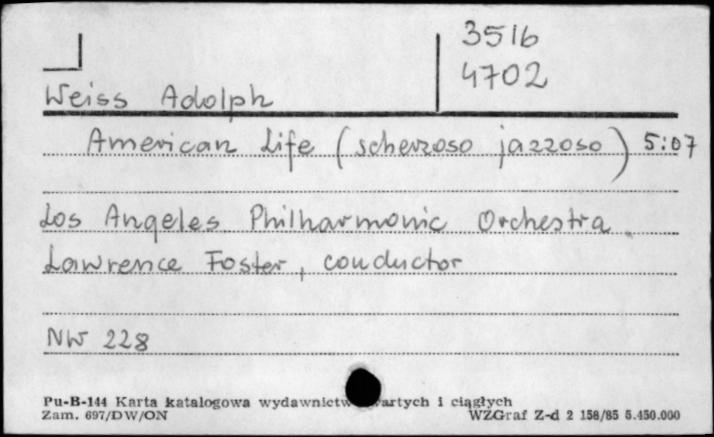 3516
4702
Weiss Adolph
American Life (scherzoso jazzoso) 5:07
Los Angeles Philharmonic Orchestra.
Lawrence Foster, conductor
NW 228
Pu-B-144 Karta katalogowa wydawnictw artych i ciągłych
Zam. 697/DW/ON WZGraf Z-d 2 158/85 5.450.000